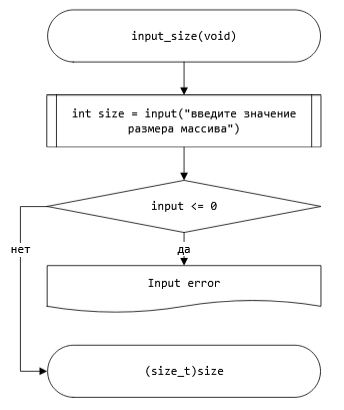 input_size(void)
int size = input("введите значение
размера массива")
input <= 0
нет
да
Input error
(size_t)size